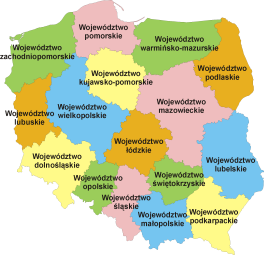 Województwo
pomorskie
Województwo
zachodniopomorskie
Województwo
warmińsko-mazurskie
Województwo
podlaskie
Województwo
kujawsko-pomorskie
Województwo
mazowieckie
Województwo
lubuskie
Województwo
wielkopolskie
Województwo
łódzkie
Województwo
lubelskie
Województwo
dolnośląskie
Województwo
opolskie
Województwo
świętokrzyskie
Województwo
śląskie
Województwo
małopolskie
Województwo
podkarpackie